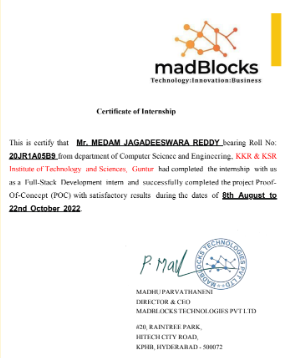 madBlocks
Technology:Innovation:Business
Certificate of Internship
This is certify that Mr. MEDAM JAGADEESWARA REDDY bearing Roll No:
20JR1A05B9 from department of Computer Science and Engineering, KKR & KSR
Institute of Technology and Sciences, Guntur had completed the internship with us
as a Full-Stack Development intern and successfully completed the project Proof-
Of-Concept (POC) with satisfactory results during the dates of 8th August to
22nd October 2022.
MADBLOCKS TECHNOLOGIES PVT LTD
MADHU PARVATHANENI
DIRECTOR & CEO
MADBLOCKS TECHNOLOGIES PVT LTD
#20, RAINTREE PARK,
HITECH CITY ROAD,
KPHB, HYDERABAD - 500072